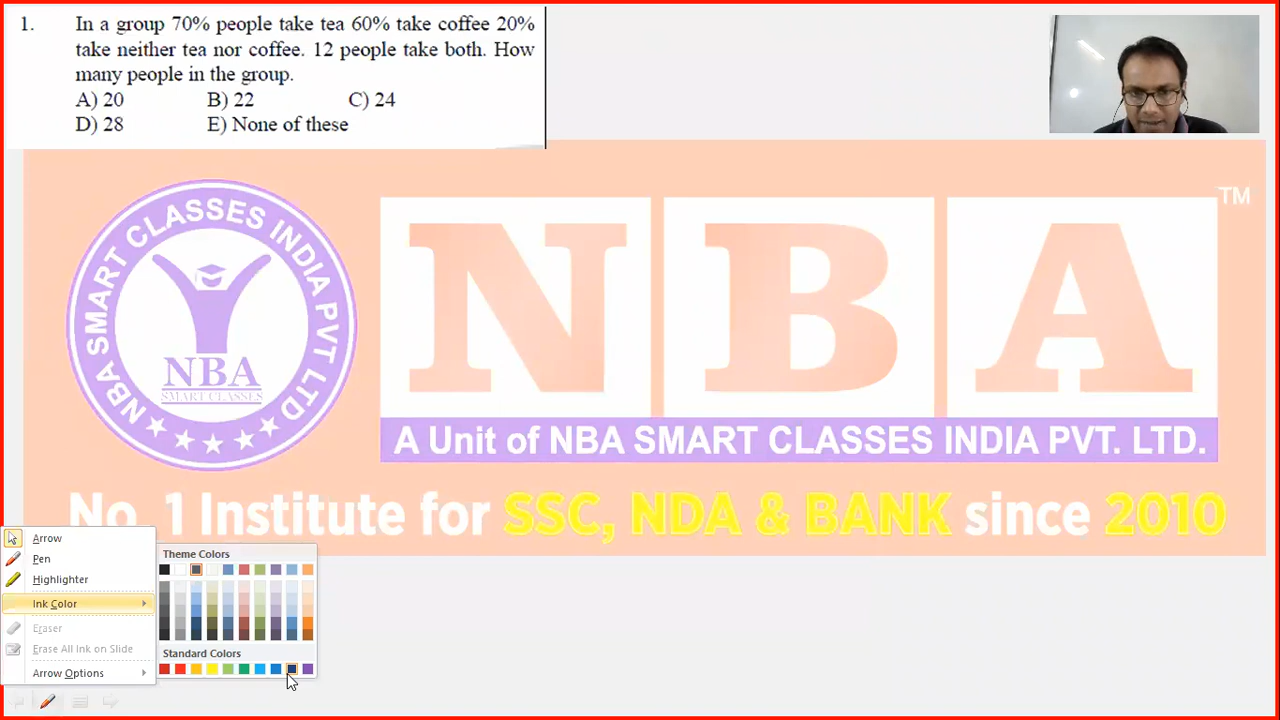 1. In a group 70% people take tea 60% take coffee 20%
take neither tea nor coffee. 12 people take both. How
many people in the group.
A) 20 B) 22 C) 24
D) 28 E) None of these
TM
NBA SMART CLASSES INDIA PVT LTD
NBA
SMART CLASSES
NBA
A Unit of NBA SMART CLASSES INDIA PVT. LTD.
No. 1 Institute for SSC, NDA & BANK since 2010
Arrow
Pen
Highlighter
Ink Color
Eraser
Erase All Ink on Slide
Arrow Options
Theme Colors
Standard Colors